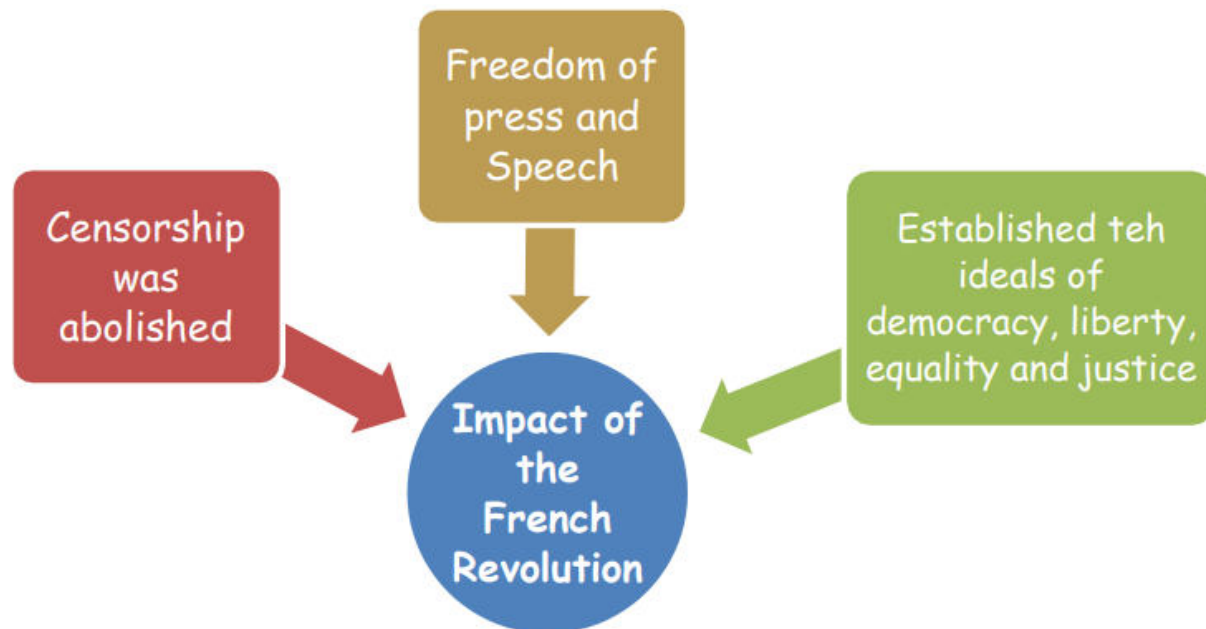 Freedom of
press and
Speech
Censorship
was
abolished
Established teh
ideals of
democracy, liberty,
equality and justice
Impact of
the
French
Revolution